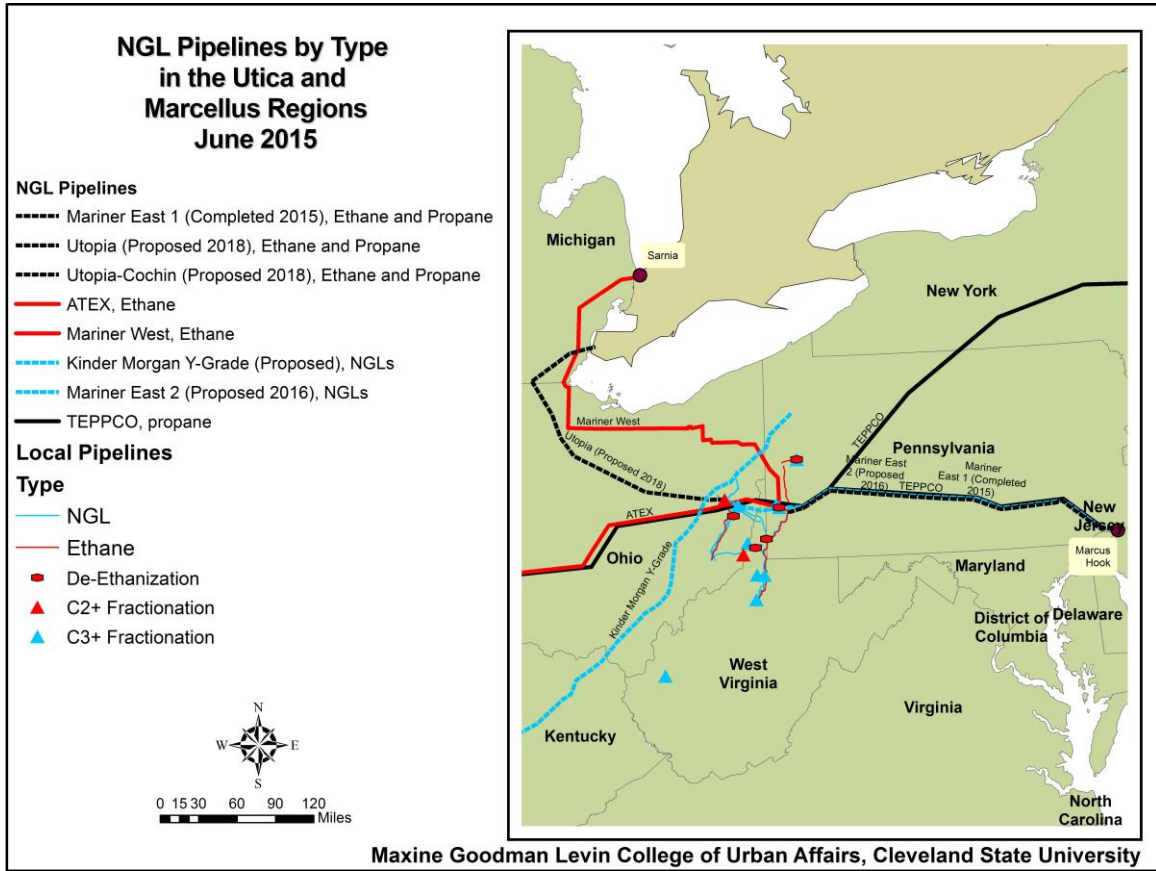 NGL Pipelines by Type
in the Utica and
Marcellus Regions
June 2015
NGL Pipelines
Mariner East 1 (Completed 2015), Ethane and Propane
Utopia (Proposed 2018), Ethane and Propane
Utopia-Cochin (Proposed 2018), Ethane and Propane
ATEX, Ethane
Mariner West, Ethane
Kinder Morgan Y-Grade (Proposed), NGLs
Mariner East 2 (Proposed 2016), NGLs
TEPPCO, propane
Local Pipelines
Type
NGL
Ethane
De-Ethanization
C2+ Fractionation
C3+ Fractionation
N
W E
S
0 15 30 60 90 120
Miles
Michigan
Sarnia
New York
Mariner West
Utopia (Proposed 2018)
TEPPCO
Pennsylvania
Mariner East
2 (Proposed
2016)
TEPPCO
Mariner
East 1 (Completed
2015)
New
Jersey
Marcus
Hook
ATEX
Ohio
Kinder Morgan Y-Grade
Maryland
District of
Columbia
Delaware
West
Virginia
Virginia
Kentucky
North
Carolina
Maxine Goodman Levin College of Urban Affairs, Cleveland State University